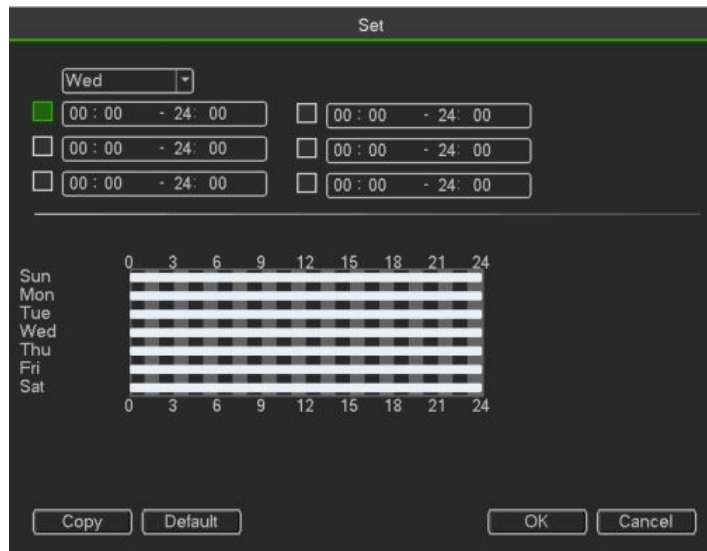 Set
Wed
00 : 00 - 24: 00 00 : 00 - 24: 00
00 : 00 - 24: 00 00 : 00 - 24: 00
00 : 00 - 24: 00 00 : 00 - 24: 00
0 3 6 9 12 15 18 21 24
Sun
Mon
Tue
Wed
Thu
Fri
Sat
0 3 6 9 12 15 18 21 24
Copy Default OK Cancel